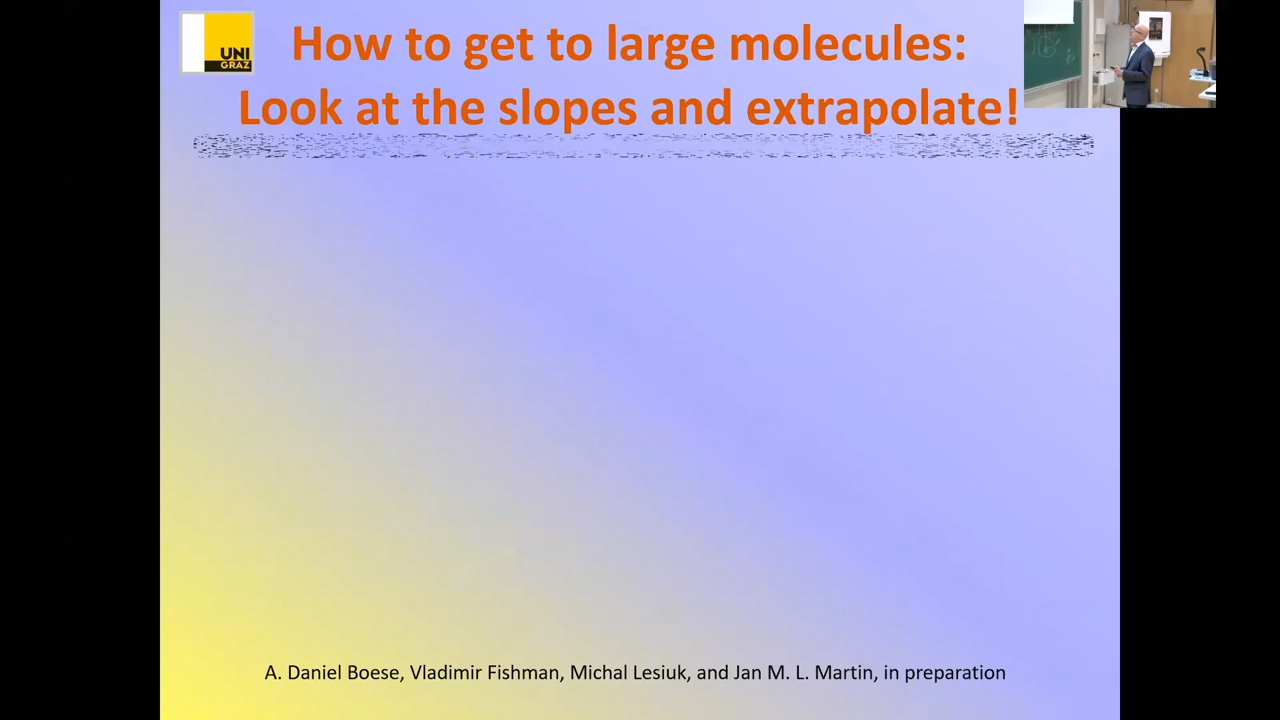 UNI
GRAZ
How to get to large molecules:
Look at the slopes and extrapolate!
A. Daniel Boese, Vladimir Fishman, Michal Lesiuk, and Jan M. L. Martin, in preparation